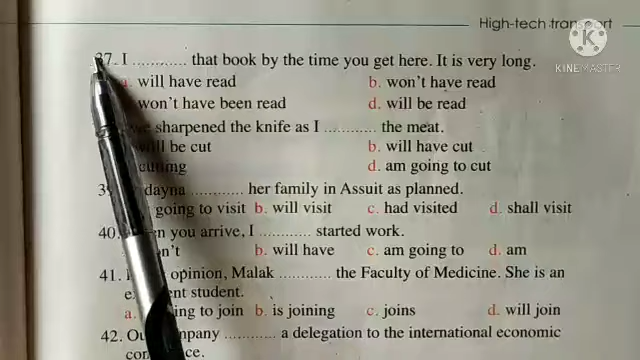 High-tech transport
KINEMASTER
37. I ............ that book by the time you get here. It is very long.
a. will have read b. won't have read
won't have been read d. will be read
sharpened the knife as I ............ the meat.
will be cut b. will have cut
cutting d. am going to cut
dayna ............ her family in Assuit as planned.
going to visit b. will visit c. had visited d. shall visit
40. you arrive, I ............ started work.
b. will have c. am going to d. am
41. opinion, Malak ............ the Faculty of Medicine. She is an
student.
a. to join b. is joining c. joins d. will join
42. ............ a delegation to the international economic